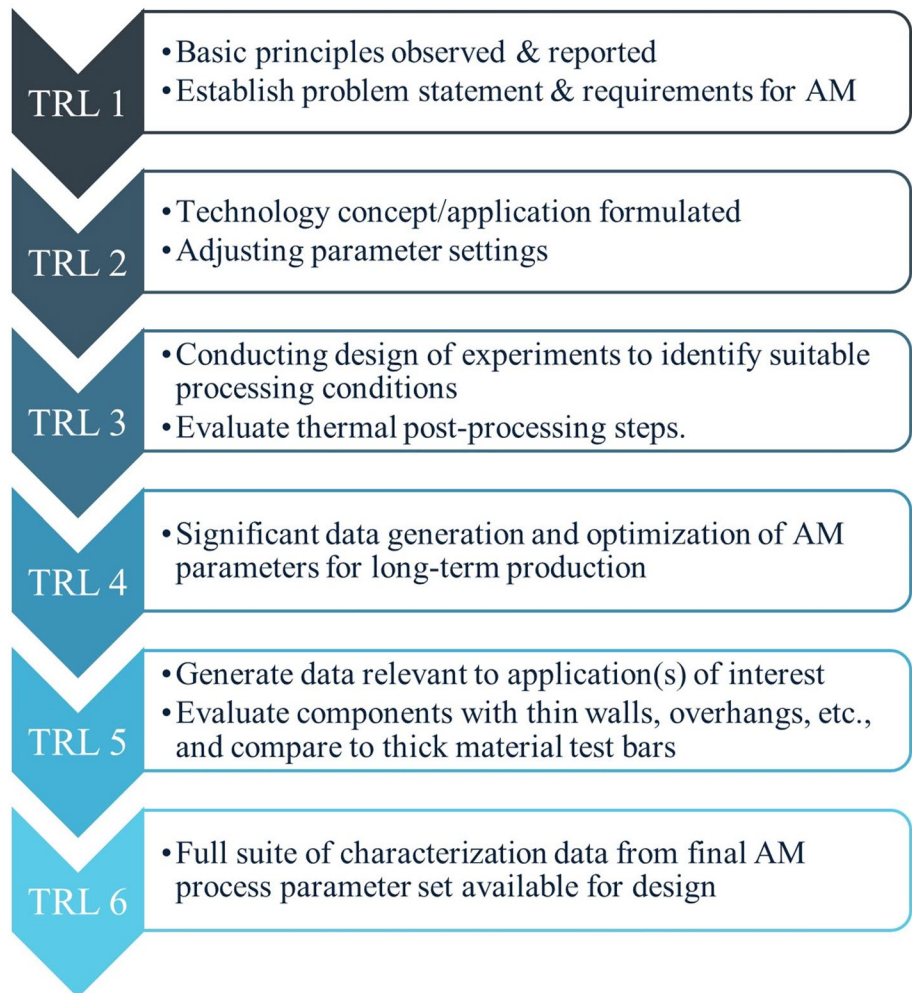 TRL 1
•Basic principles observed & reported
•Establish problem statement & requirements for AM
TRL 2
•Technology concept/application formulated
•Adjusting parameter settings
TRL 3
•Conducting design of experiments to identify suitable
processing conditions
•Evaluate thermal post-processing steps.
TRL 4
•Significant data generation and optimization of AM
parameters for long-term production
TRL 5
•Generate data relevant to application(s) of interest
•Evaluate components with thin walls, overhangs, etc.,
and compare to thick material test bars
TRL 6
•Full suite of characterization data from final AM
process parameter set available for design